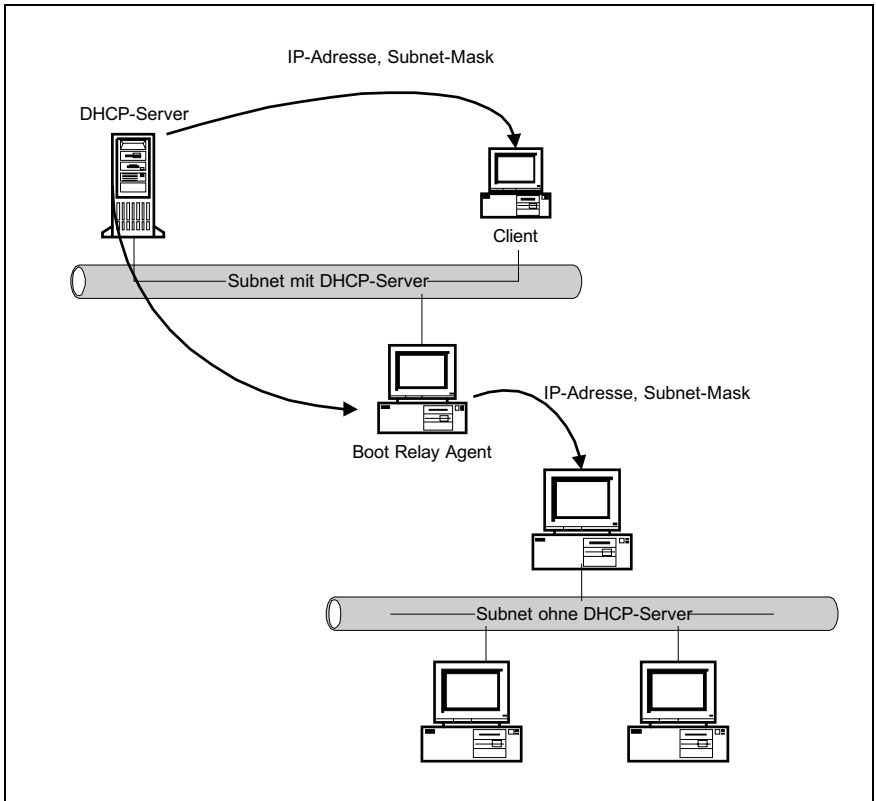 IP-Adresse, Subnet-Mask
DHCP-Server
Client
Subnet mit DHCP-Server
IP-Adresse, Subnet-Mask
Boot Relay Agent
Subnet ohne DHCP-Server